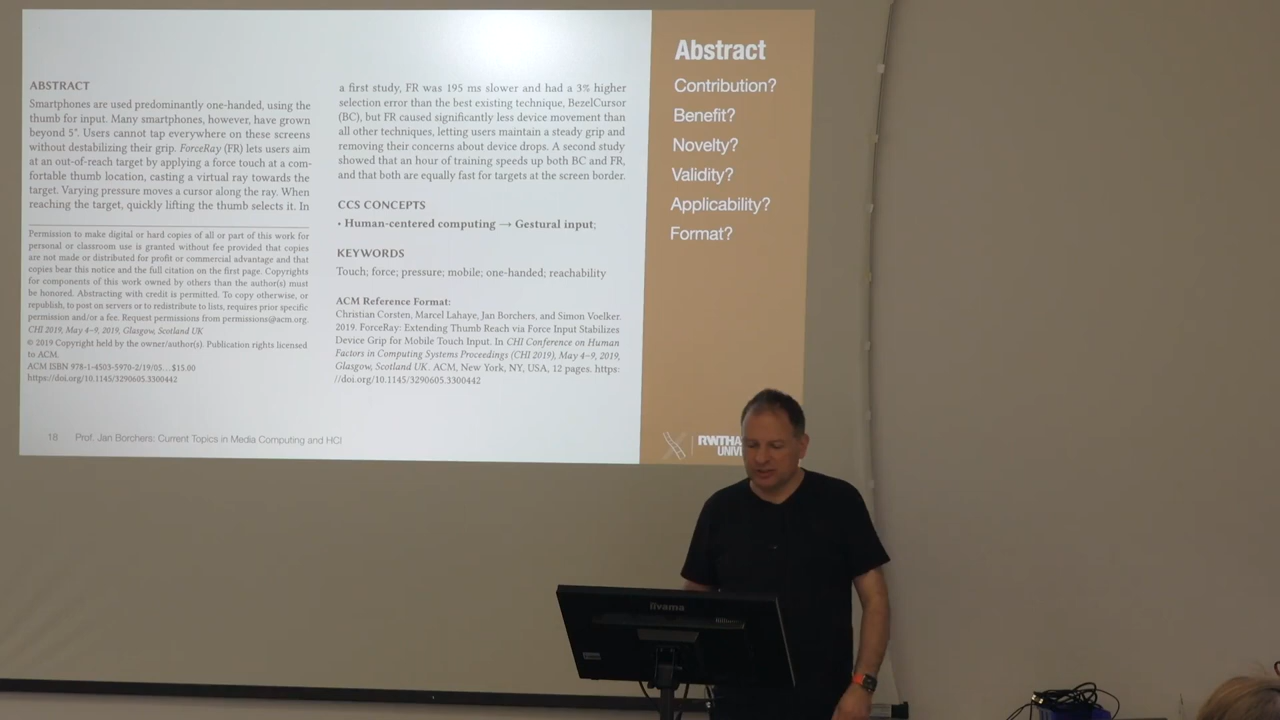 ABSTRACT
Smartphones are used predominantly one-handed, using the
thumb for input. Many smartphones, however, have grown
beyond 5". Users cannot tap everywhere on these screens
without destabilizing their grip. ForceRay (FR) lets users aim
at an out-of-reach target by applying a force touch at a com-
fortable thumb location, casting a virtual ray towards the
target. Varying pressure moves a cursor along the ray. When
reaching the target, quickly lifting the thumb selects it. In
Permission to make digital or hard copies of all or part of this work for
personal or classroom use is granted without fee provided that copies
are not made or distributed for profit or commercial advantage and that
copies bear this notice and the full citation on the first page. Copyrights
for components of this work owned by others than the author(s) must
be honored. Abstracting with credit is permitted. To copy otherwise, or
republish, to post on servers or to redistribute to lists, requires prior specific
permission and/or a fee. Request permissions from permissions@acm.org.
CHI 2019, May 4–9, 2019, Glasgow, Scotland UK
© 2019 Copyright held by the owner/author(s). Publication rights licensed
to ACM.
ACM ISBN 978-1-4503-5970-2/19/05...$15.00
https://doi.org/10.1145/3290605.3300442
a first study, FR was 195 ms slower and had a 3% higher
selection error than the best existing technique, BezelCursor
(BC), but FR caused significantly less device movement than
all other techniques, letting users maintain a steady grip and
removing their concerns about device drops. A second study
showed that an hour of training speeds up both BC and FR,
and that both are equally fast for targets at the screen border.
CCS CONCEPTS
• Human-centered computing → Gestural input;
KEYWORDS
Touch; force; pressure; mobile; one-handed; reachability
ACM Reference Format:
Christian Corsten, Marcel Lahaye, Jan Borchers, and Simon Voelker.
2019. ForceRay: Extending Thumb Reach via Force Input Stabilizes
Device Grip for Mobile Touch Input. In CHI Conference on Human
Factors in Computing Systems Proceedings (CHI 2019), May 4–9, 2019,
Glasgow, Scotland UK. ACM, New York, NY, USA, 12 pages. https:
//doi.org/10.1145/3290605.3300442
Abstract
Contribution?
Benefit?
Novelty?
Validity?
Applicability?
Format?
18 Prof. Jan Borchers: Current Topics in Media Computing and HCI
RWTHA
UNIV
iiyama